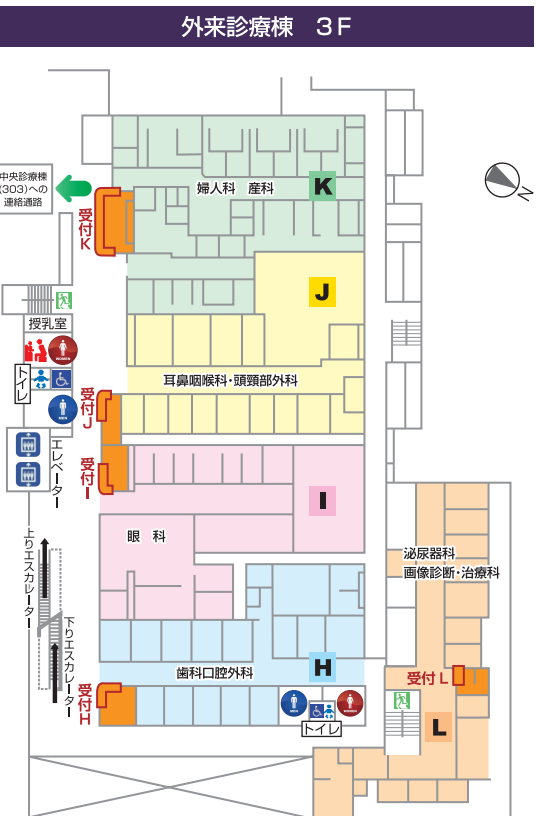 外来診療棟　３Ｆ
中央診療棟
(303)への
連絡通路
受付K
婦人科　産科
K
N
J
授乳室
WOMEN
トイレ
MEN
耳鼻咽喉科・頭頸部外科
受付J
エレベーター
受付I
I
眼　科
泌尿器科
画像診断・治療科
上りエスカレーター
下りエスカレーター
歯科口腔外科
H
受付L
受付H
MEN
WOMEN
トイレ
L